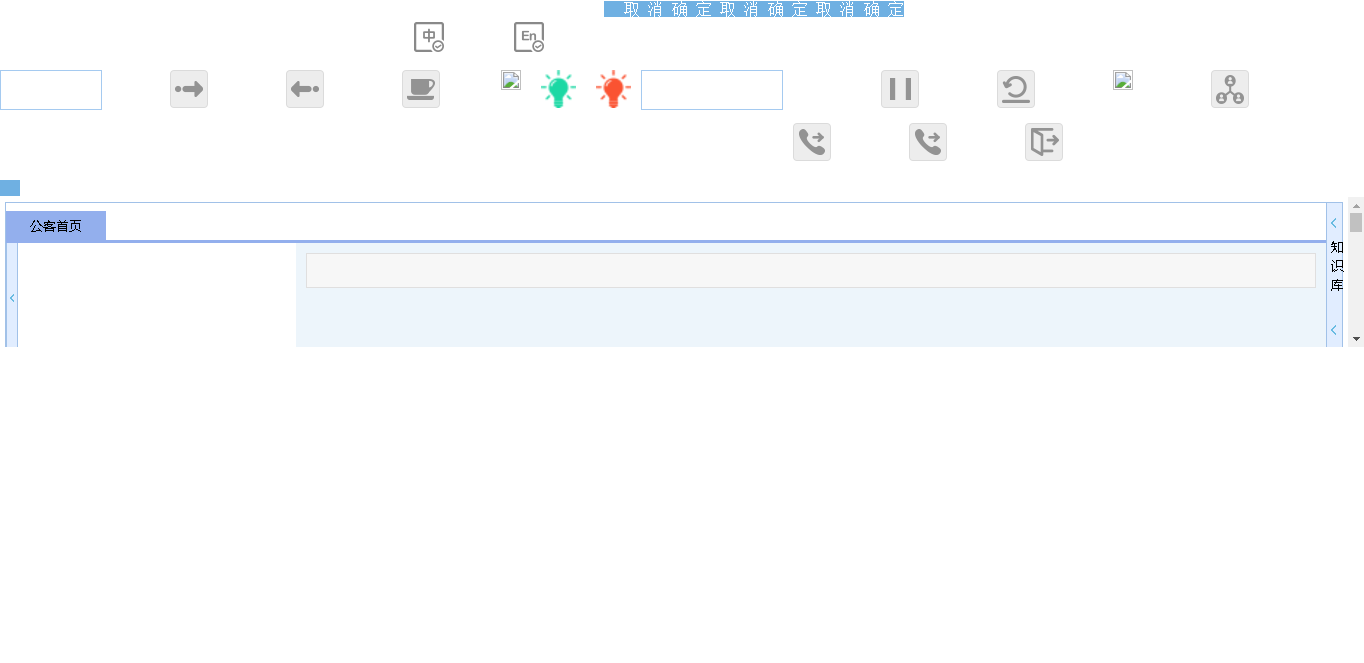 取 消 确 定 取 消 确 定 取 消 确 定
中 En
公客首页
知
识
库